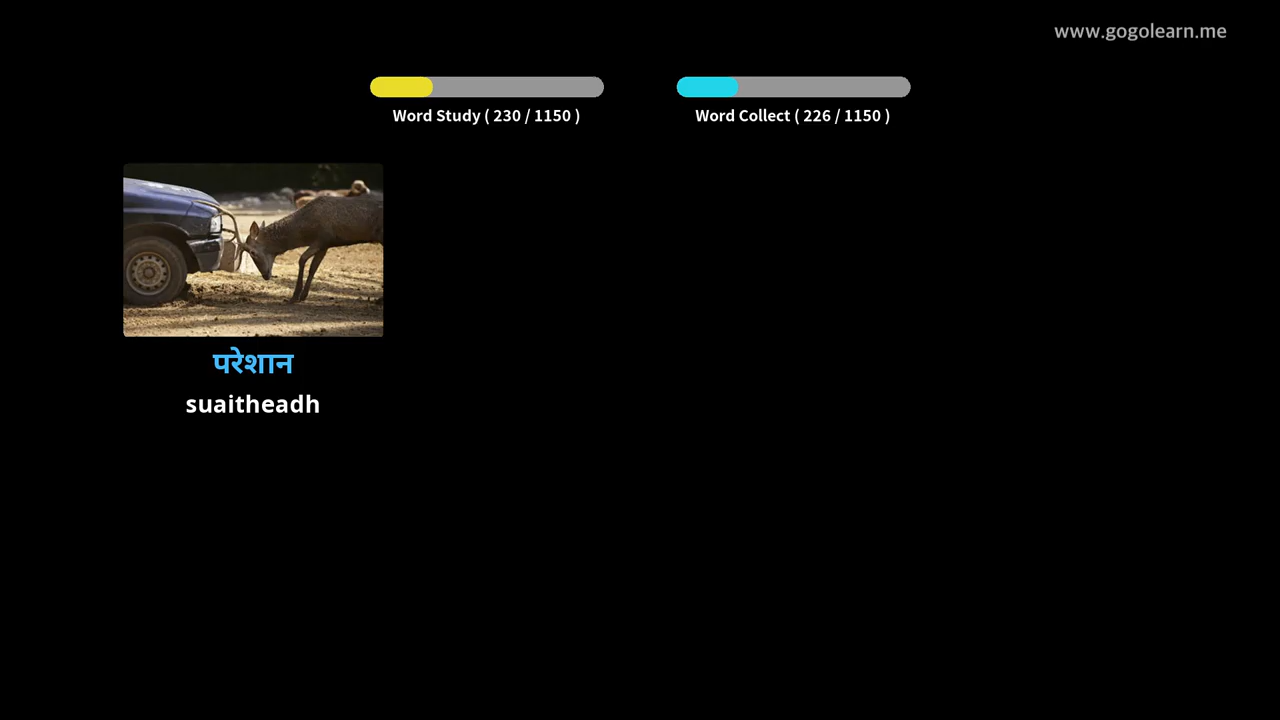 www.gogolearn.me
Word Study ( 230 / 1150 )
Word Collect ( 226 / 1150 )
परेशान
suaitheadh